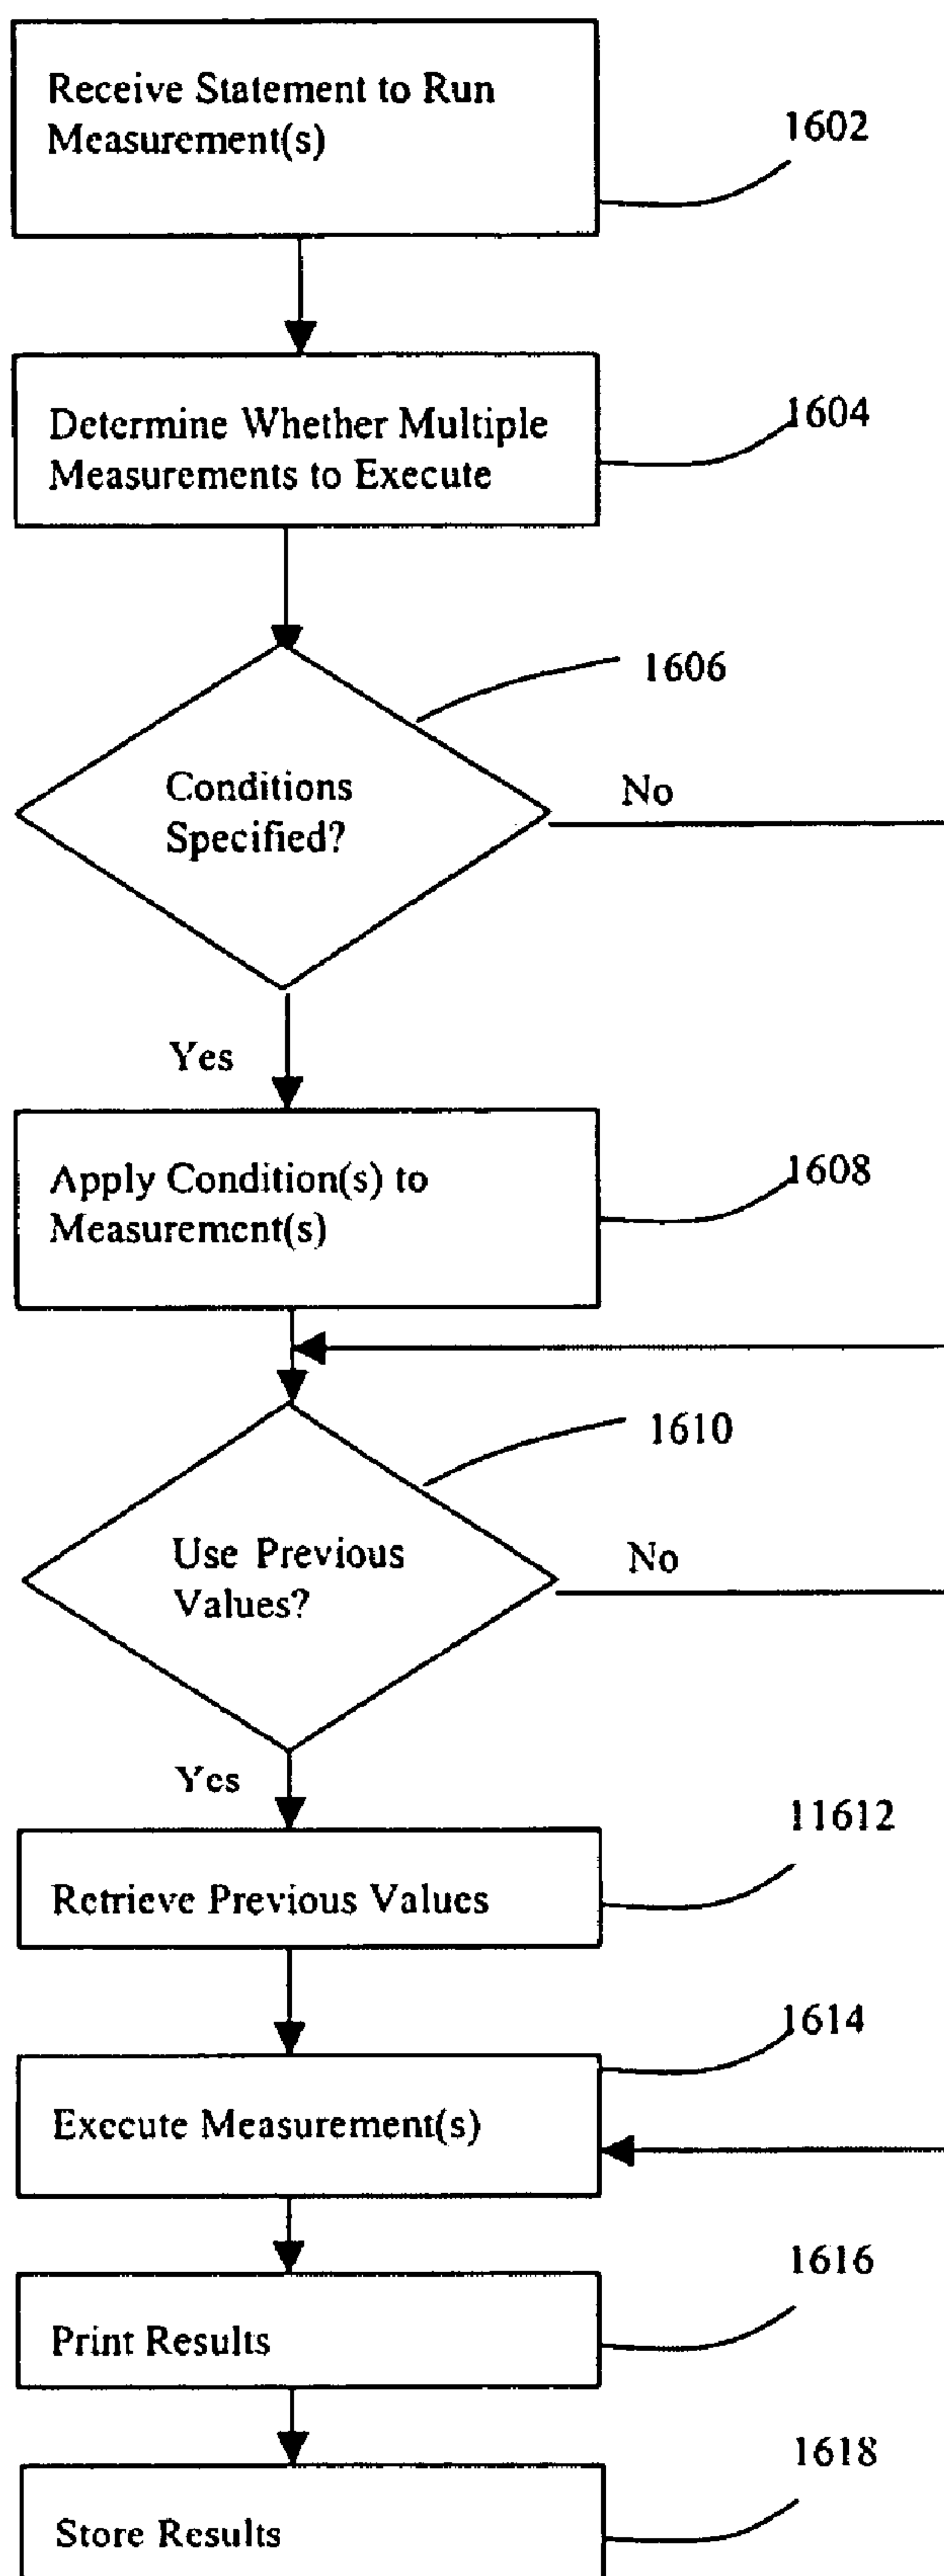 Receive Statement to Run
Measurement(s)
1602
Determine Whether Multiple
Measurements to Execute
1604
1606
Conditions
Specified?
No
Yes
Apply Condition(s) to
Measurement(s)
1608
1610
Use Previous
Values?
No
Yes
11612
Retrieve Previous Values
1614
Execute Measurement(s)
1616
Print Results
1618
Store Results